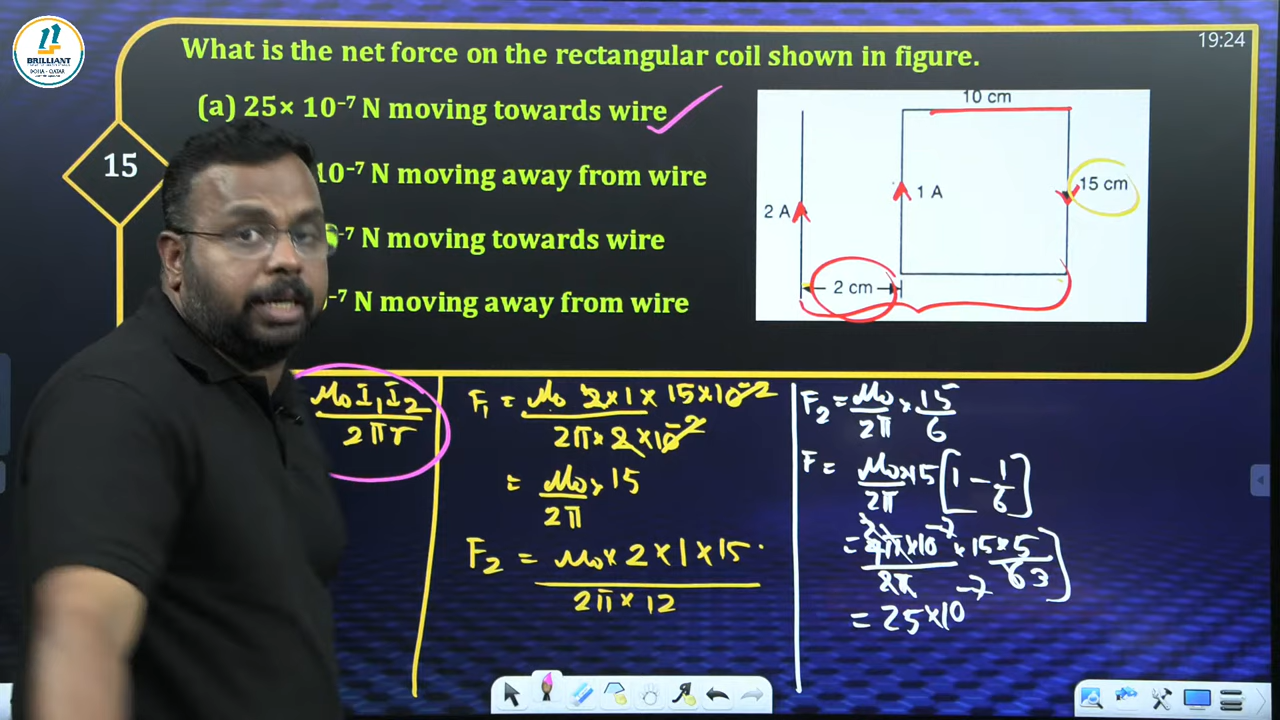 BRILLIANT
DOHA - QATAR
19:24
What is the net force on the rectangular coil shown in figure.
(a) 25× 10⁻⁷ N moving towards wire
10⁻⁷ N moving away from wire
⁻⁷ N moving towards wire
⁻⁷ N moving away from wire
15
10 cm
15 cm
1 A
2 A
2 cm
μ₀I₁I₂
2πr
F₁ = μ₀ 2×1×15×10⁻²
2π×2×10⁻²
= μ₀ × 15
2π
F₂ = μ₀×2×1×15
2π×12
F₂ = μ₀ × 15
2π 6
F = μ₀×15 [1 - 1
2π 6]
= 4π×10⁻⁷ ×15×5
2π 6 3
= 25×10⁻⁷